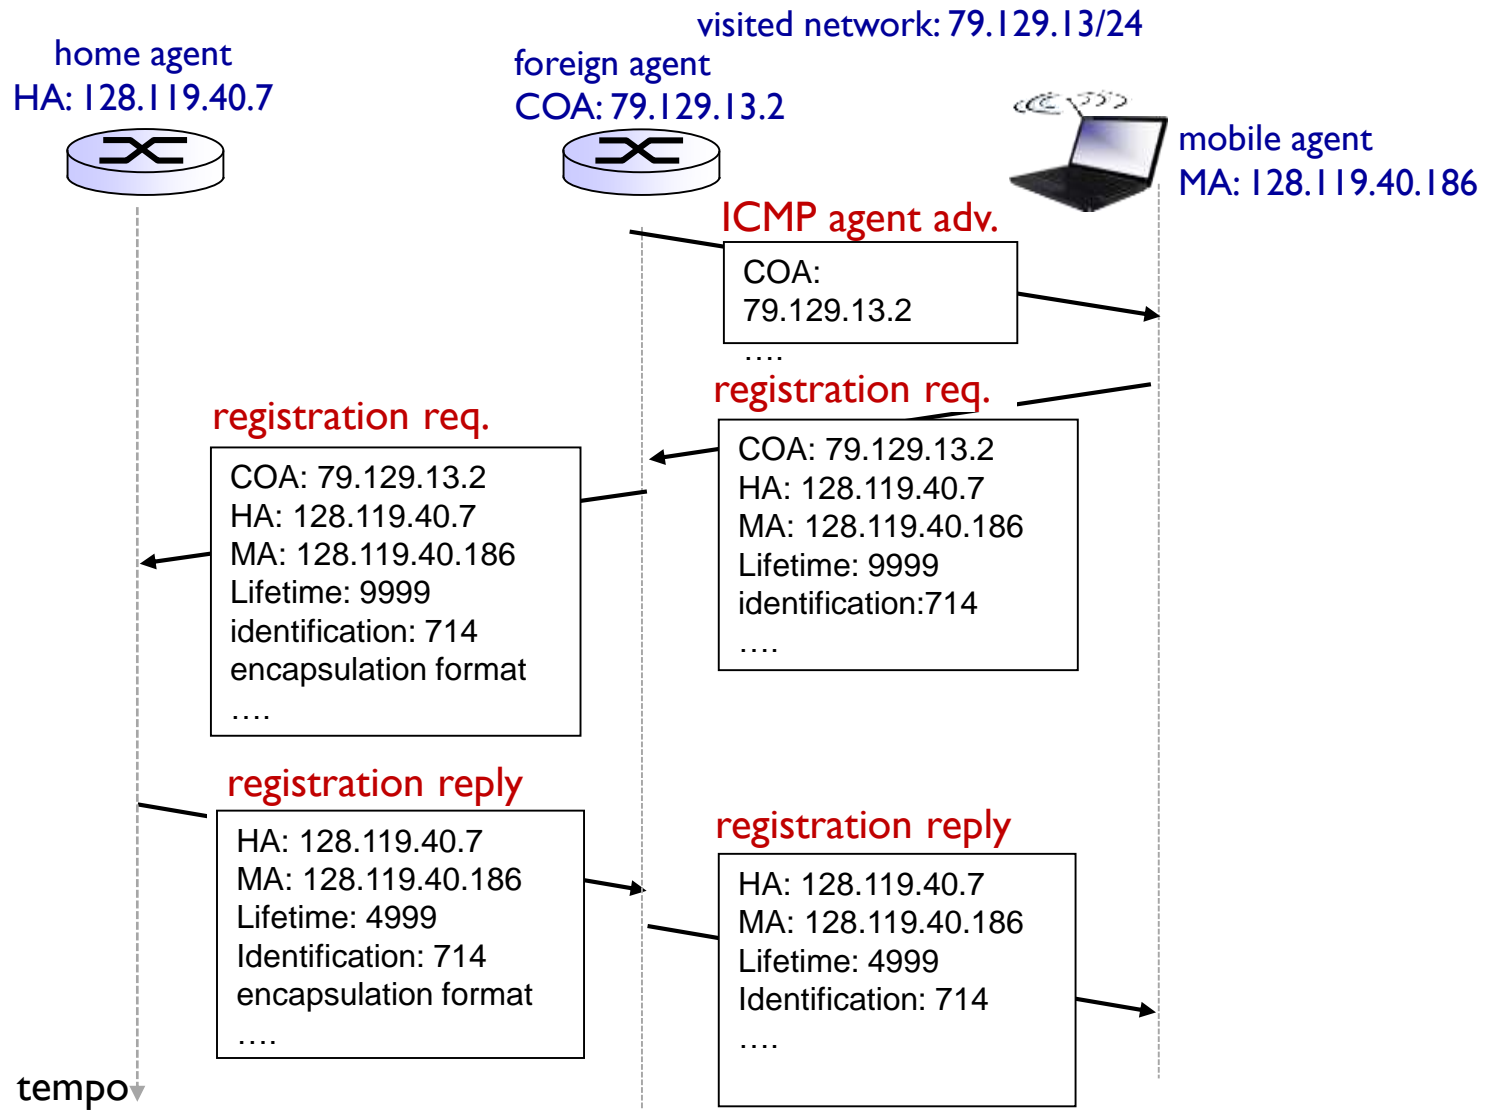 visited network: 79.129.13/24
home agent
HA: 128.119.40.7
foreign agent
COA: 79.129.13.2
mobile agent
MA: 128.119.40.186
ICMP agent adv.
COA:
79.129.13.2
....
registration req.
COA: 79.129.13.2
HA: 128.119.40.7
MA: 128.119.40.186
Lifetime: 9999
identification:714
....
registration req.
COA: 79.129.13.2
HA: 128.119.40.7
MA: 128.119.40.186
Lifetime: 9999
identification: 714
encapsulation format
....
registration reply
HA: 128.119.40.7
MA: 128.119.40.186
Lifetime: 4999
Identification: 714
encapsulation format
....
registration reply
HA: 128.119.40.7
MA: 128.119.40.186
Lifetime: 4999
Identification: 714
....
tempo